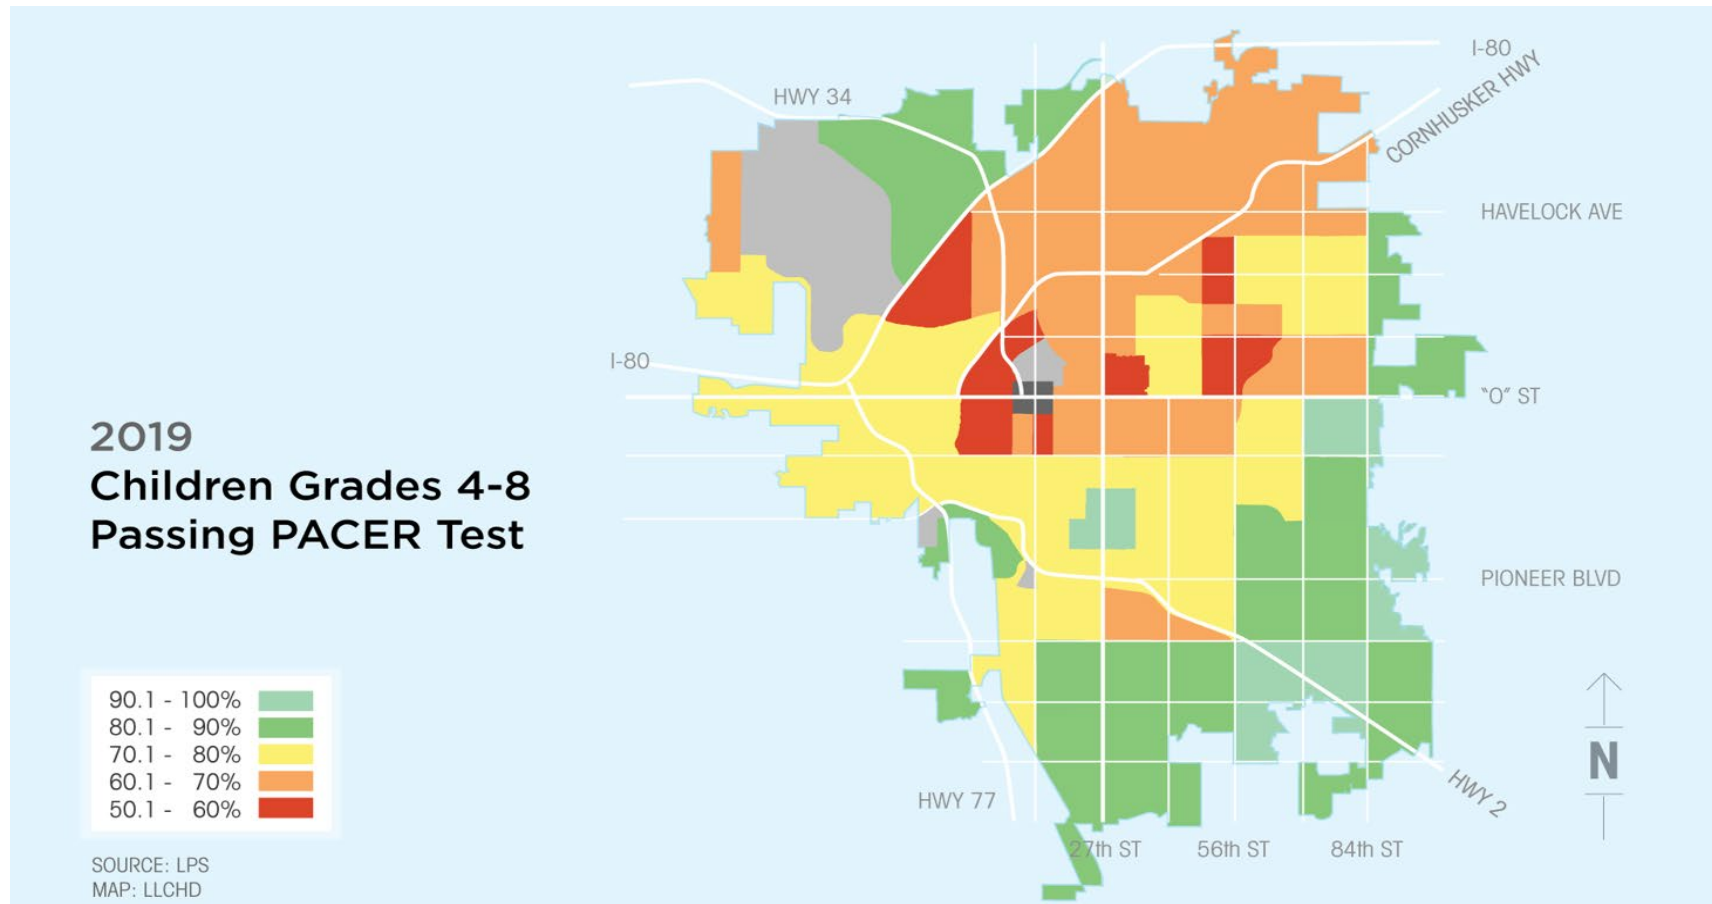 2019
Children Grades 4-8
Passing PACER Test
90.1 - 100%
80.1 - 90%
70.1 - 80%
60.1 - 70%
50.1 - 60%
SOURCE: LPS
MAP: LLCHD
I-80
HWY 34
CORNHUSKER HWY
HAVELOCK AVE
I-80
"O" ST
PIONEER BLVD
HWY 77
HWY 2
27th ST
56th ST
84th ST
N